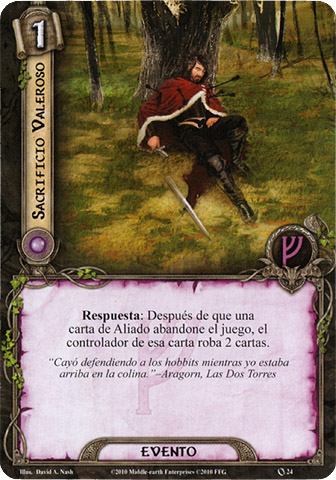 1
Sacrificio Valeroso
Respuesta: Después de que una
carta de Aliado abandone el juego, el
controlador de esa carta roba 2 cartas.
“Cayó defendiendo a los hobbits mientras yo estaba
arriba en la colina.”–Aragorn, Las Dos Torres
EVENTO
Illus. David A. Nash
©2010 Middle-earth Enterprises ©2010 FFG
24